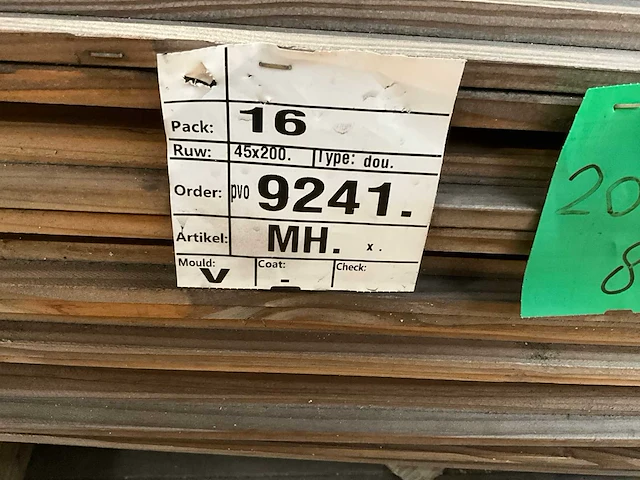 Pack: 16
Ruw: 45x200. Type: dou.
Order: pvo 9241.
Artikel: MH. x.
Mould: V Coat: - Check:
20
8